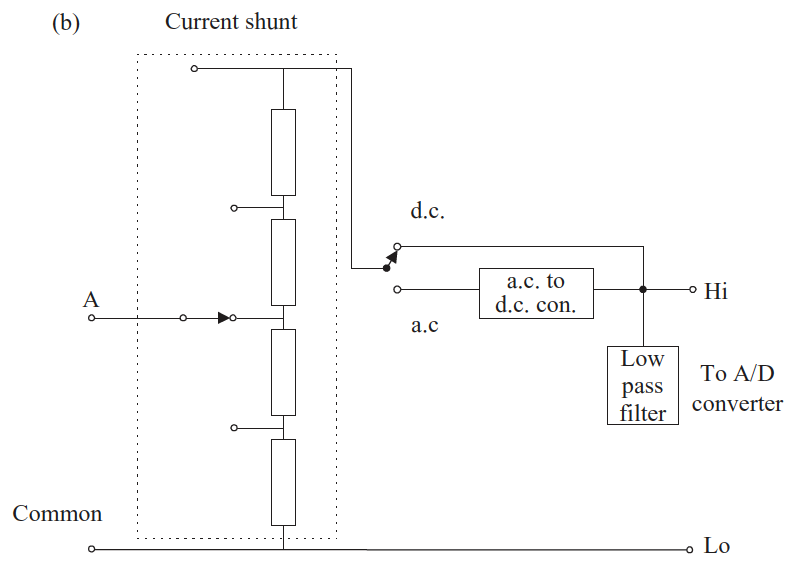 (b)
Current shunt
d.c.
a.c. to
d.c. con.
Hi
A
a.c
Low
pass
filter
To A/D
converter
Common
Lo